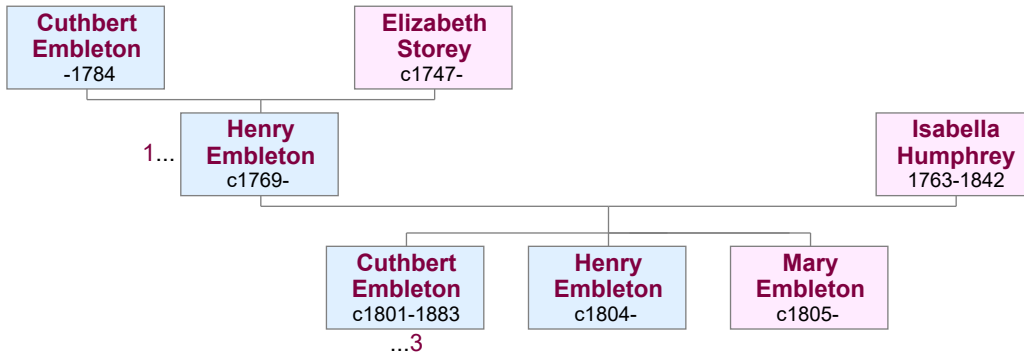 Cuthbert
Embleton
-1784
Elizabeth
Storey
c1747-
1...
Henry
Embleton
c1769-
Isabella
Humphrey
1763-1842
Cuthbert
Embleton
c1801-1883
...3
Henry
Embleton
c1804-
Mary
Embleton
c1805-